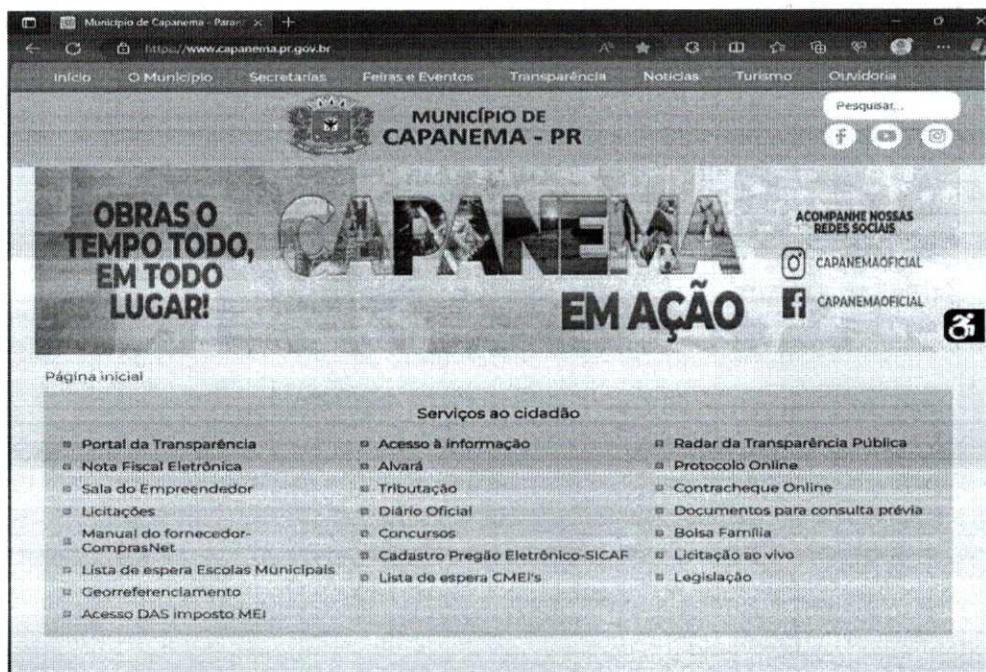 Município de Capanema - Paraná
https://www.capanema.pr.gov.br
Início O Município Secretarias Feiras e Eventos Transparência Notícias Turismo Ouvidoria
MUNICÍPIO DE
CAPANEMA - PR
Pesquisar...
OBRAS O
TEMPO TODO,
EM TODO
LUGAR!
CAPANEMA
EM AÇÃO
ACOMPANHE NOSSAS
REDES SOCIAIS
CAPANEMAOFICIAL
CAPANEMAOFICIAL
Página inicial
Serviços ao cidadão
Portal da Transparência
Nota Fiscal Eletrônica
Sala do Empreendedor
Licitações
Manual do fornecedor-
ComprasNet
Lista de espera Escolas Municipais
Georreferenciamento
Acesso DAS imposto MEI
Acesso à informação
Alvará
Tributação
Diário Oficial
Concursos
Cadastro Pregão Eletrônico-SICAF
Lista de espera CMEI's
Radar da Transparência Pública
Protocolo Online
Contracheque Online
Documentos para consulta prévia
Bolsa Família
Licitação ao vivo
Legislação